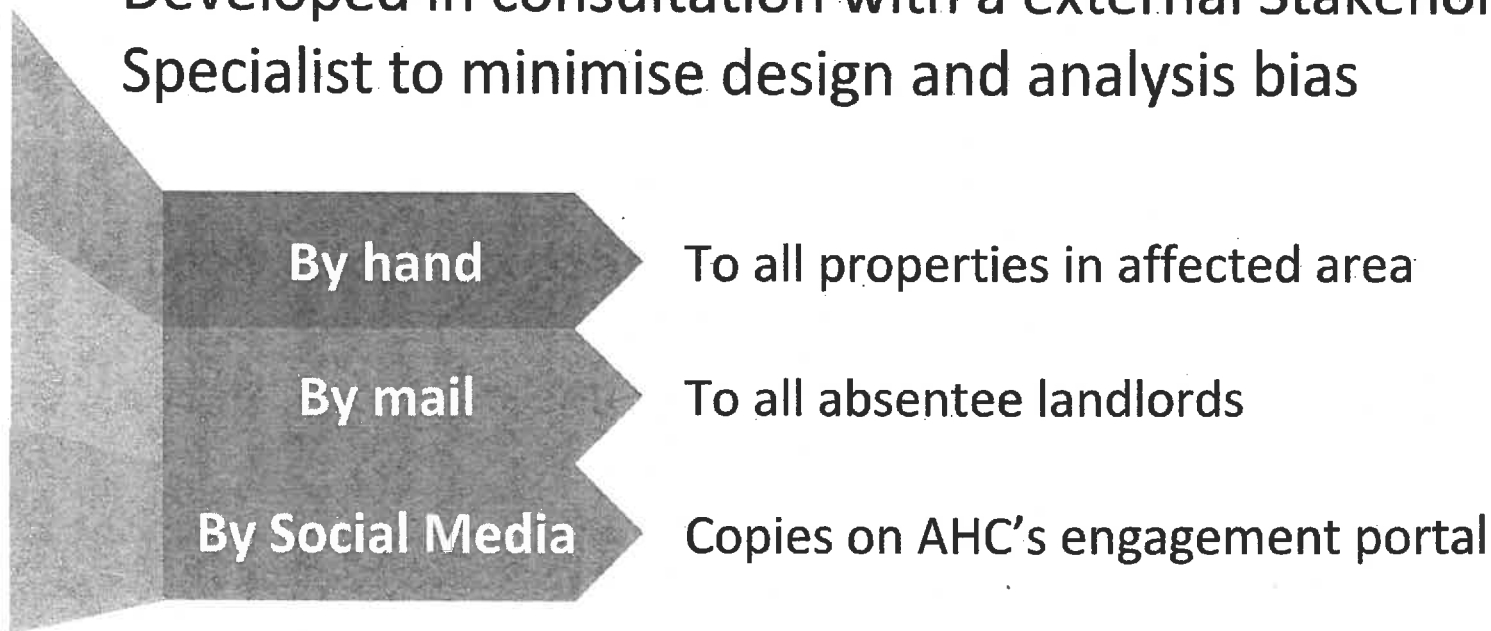 Developed in consultation with a external
Specialist to minimise design and analysis bias
By hand
To all properties in affected area
By mail
To all absentee landlords
By Social Media
Copies on AHC's engagement portal